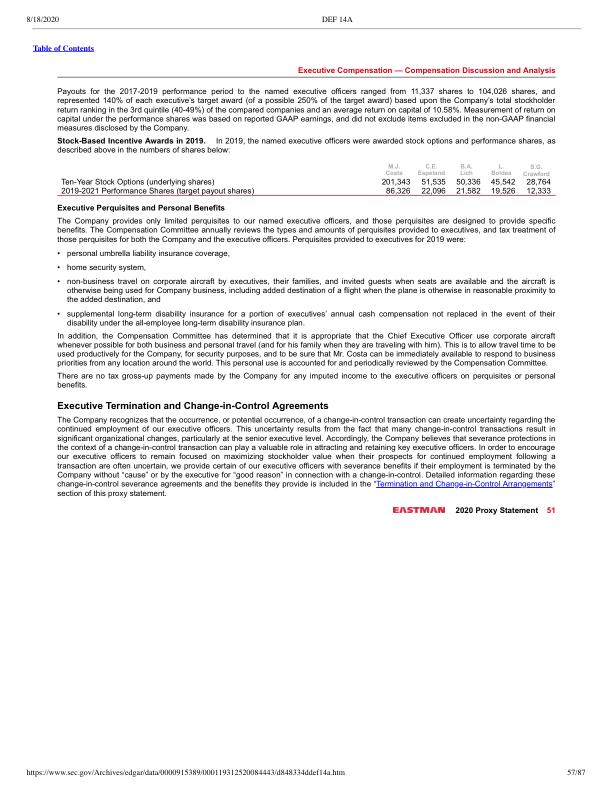 8/18/2020
DEF 14A
Table of Contents
Executive Compensation — Compensation Discussion and Analysis
Payouts for the 2017-2019 performance period to the named executive officers ranged from 11,337 shares to 104,026 shares, and
represented 140% of each executive's target award (of a possible 250% of the target award) based upon the Company's total stockholder
return ranking in the 3rd quintile (40-49%) of the compared companies and an average return on capital of 10.58%. Measurement of return on
capital under the performance shares was based on reported GAAP earnings, and did not exclude items excluded in the non-GAAP financial
measures disclosed by the Company.
Stock-Based Incentive Awards in 2019. In 2019, the named executive officers were awarded stock options and performance shares, as
described above in the numbers of shares below:
M.J. Costa C.E. Espeland B.A. Lich L. Boldea S.G. Crawford
Ten-Year Stock Options (underlying shares) 201,343 51,535 50,336 45,542 28,764
2019-2021 Performance Shares (target payout shares) 86,326 22,096 21,582 19,526 12,333
Executive Perquisites and Personal Benefits
The Company provides only limited perquisites to our named executive officers, and those perquisites are designed to provide specific
benefits. The Compensation Committee annually reviews the types and amounts of perquisites provided to executives, and tax treatment of
those perquisites for both the Company and the executive officers. Perquisites provided to executives for 2019 were:
• personal umbrella liability insurance coverage,
• home security system,
• non-business travel on corporate aircraft by executives, their families, and invited guests when seats are available and the aircraft is
otherwise being used for Company business, including added destination of a flight when the plane is otherwise in reasonable proximity to
the added destination, and
• supplemental long-term disability insurance for a portion of executives' annual cash compensation not replaced in the event of their
disability under the all-employee long-term disability insurance plan.
In addition, the Compensation Committee has determined that it is appropriate that the Chief Executive Officer use corporate aircraft
whenever possible for both business and personal travel (and for his family when they are traveling with him). This is to allow travel time to be
used productively for the Company, for security purposes, and to be sure that Mr. Costa can be immediately available to respond to business
priorities from any location around the world. This personal use is accounted for and periodically reviewed by the Compensation Committee.
There are no tax gross-up payments made by the Company for any imputed income to the executive officers on perquisites or personal
benefits.
Executive Termination and Change-in-Control Agreements
The Company recognizes that the occurrence, or potential occurrence, of a change-in-control transaction can create uncertainty regarding the
continued employment of our executive officers. This uncertainty results from the fact that many change-in-control transactions result in
significant organizational changes, particularly at the senior executive level. Accordingly, the Company believes that severance protections in
the context of a change-in-control transaction can play a valuable role in attracting and retaining key executive officers. In order to encourage
our executive officers to remain focused on maximizing stockholder value when their prospects for continued employment following a
transaction are often uncertain, we provide certain of our executive officers with severance benefits if their employment is terminated by the
Company without "cause" or by the executive for "good reason" in connection with a change in control. Detailed information regarding these
change-in-control severance agreements and the benefits they provide is included in the "Termination and Change-in-Control Arrangements"
section of this proxy statement.
EASTMAN 2020 Proxy Statement 51
https://www.sec.gov/Archives/edgar/data/0000915389/000119312520084443/d848334ddef14a.htm
57/87